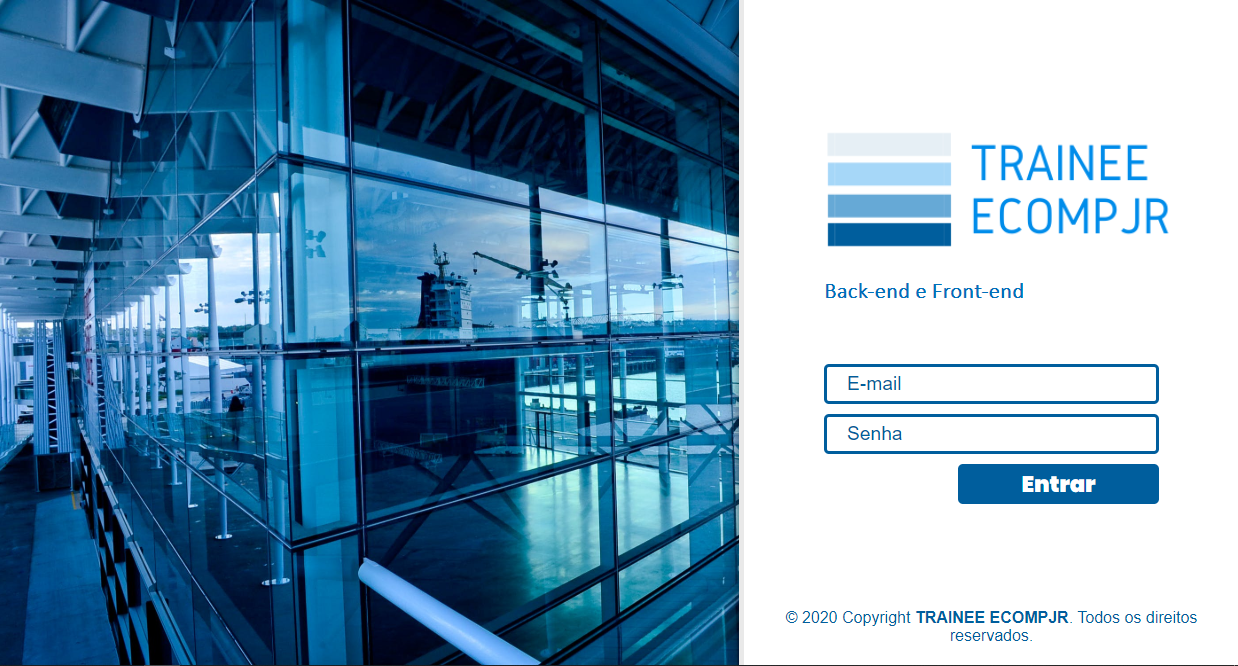 TRAINEE
ECOMPJR
Back-end e Front-end
E-mail
Senha
Entrar
© 2020 Copyright TRAINEE ECOMPJR. Todos os direitos
reservados.